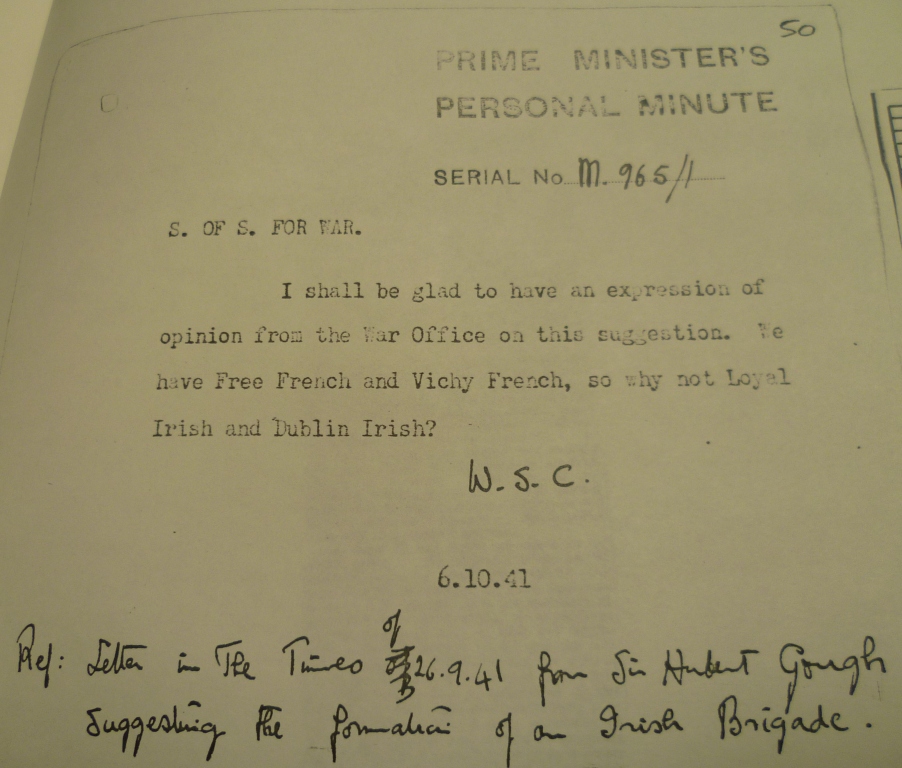 50
PRIME MINISTER'S
PERSONAL MINUTE
SERIAL No M. 965/1
S. OF S. FOR WAR.
I shall be glad to have an expression of
opinion from the War Office on this suggestion. We
have Free French and Vichy French, so why not Loyal
Irish and Dublin Irish?
W. S. C.
6.10.41
of
Ref: Letter in The Times 26.9.41 from Sir Hubert Gough
suggesting the formation of an Irish Brigade.